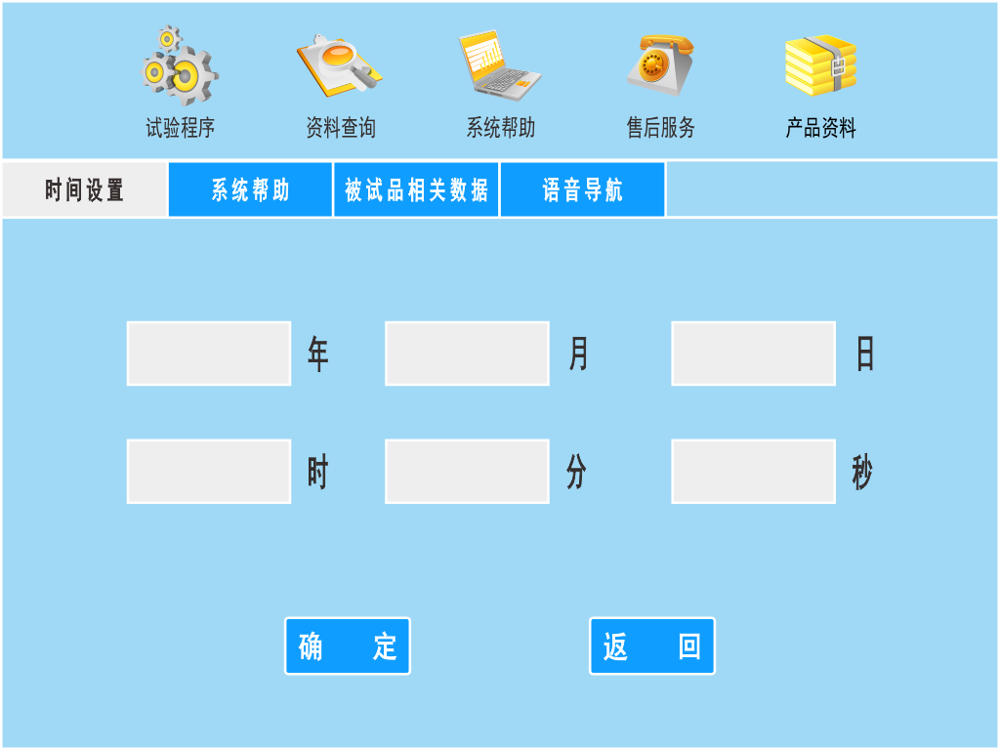 试验程序 资料查询 系统帮助 售后服务 产品资料
时间设置 系统帮助 被试品相关数据 语音导航
年 月 日
时 分 秒
确 定 返 回